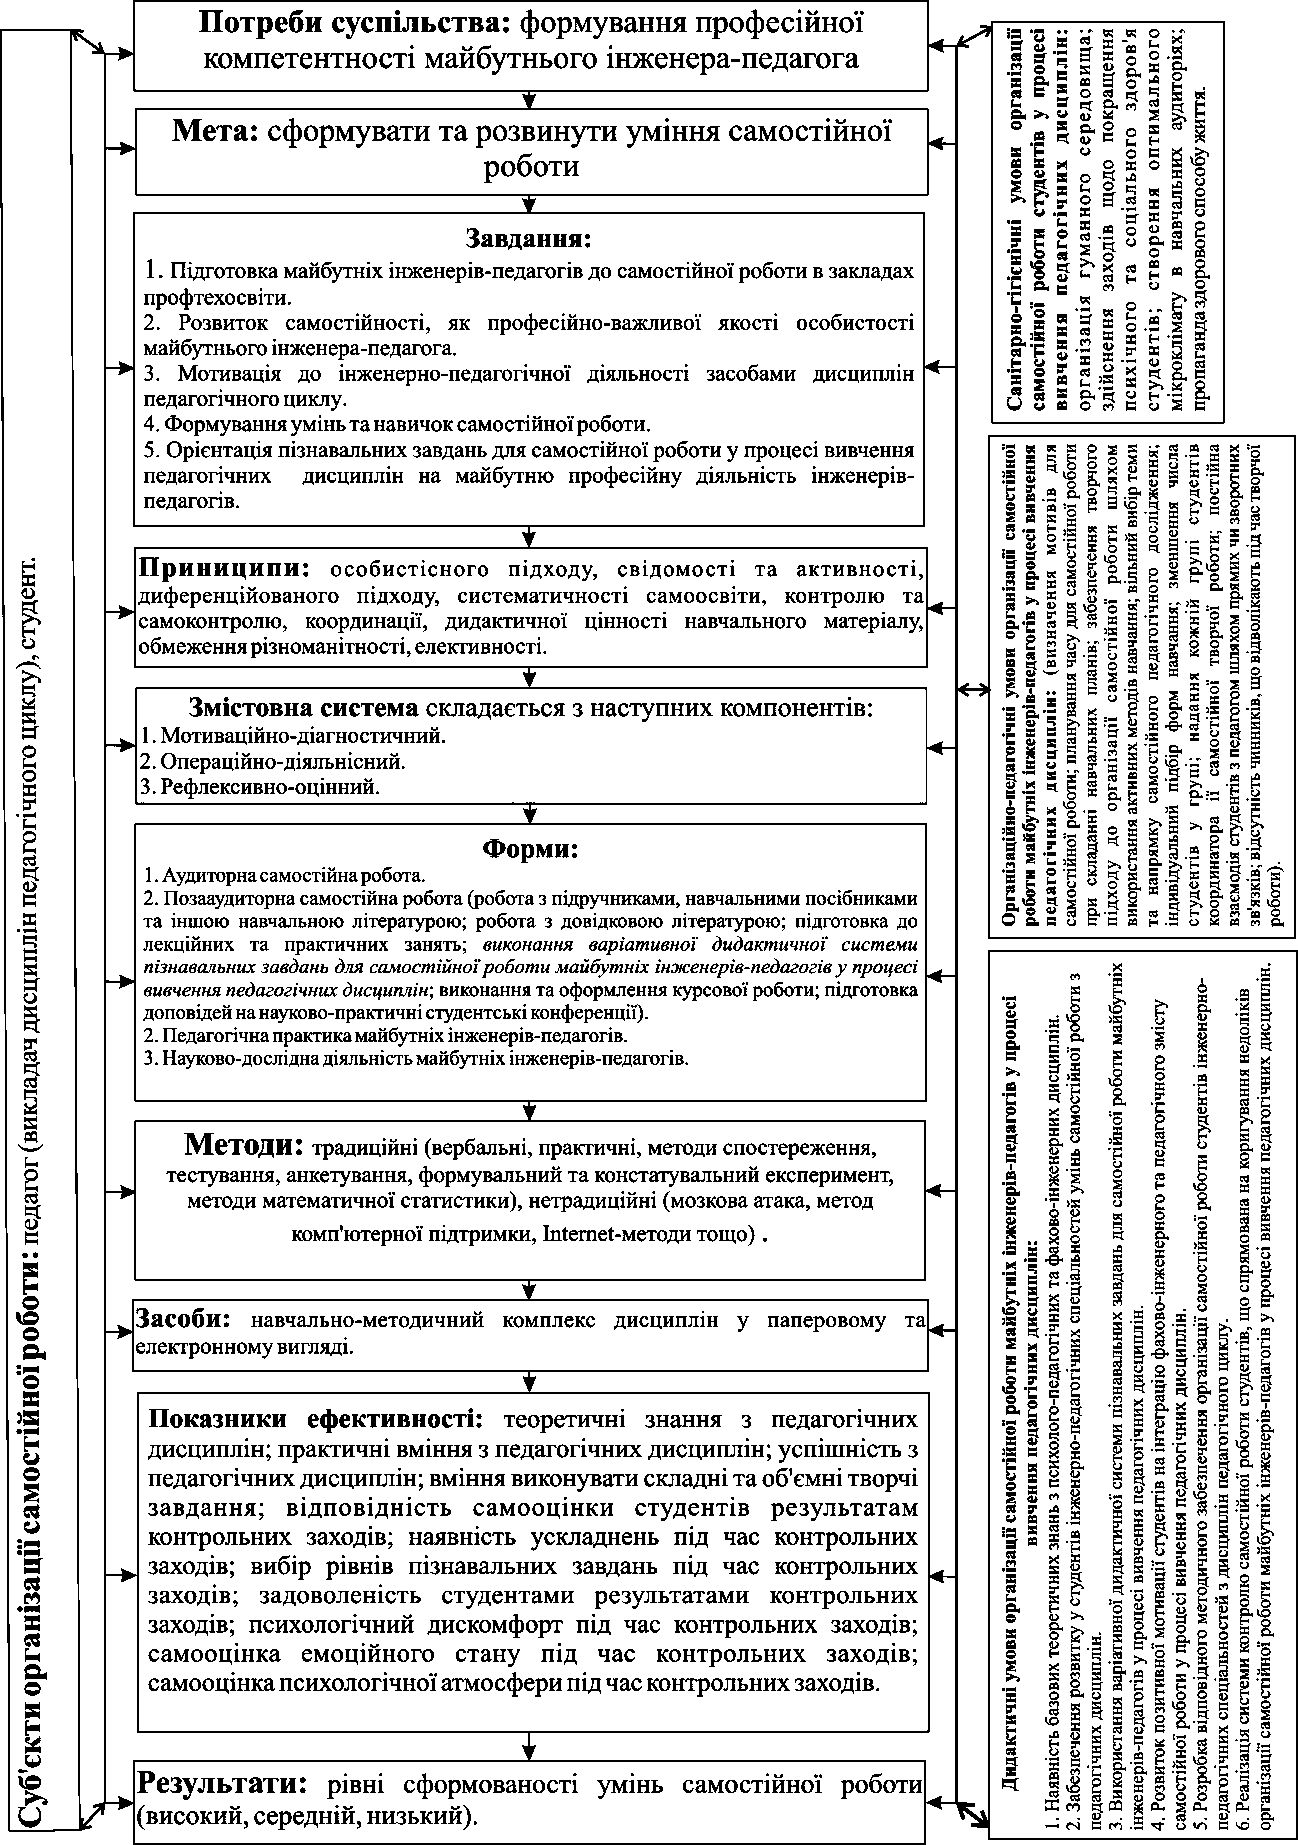 Суб'єкти організації самостійної роботи: педагог (викладач дисциплін педагогічного циклу), студент.
Потреби суспільства: формування професійної
компетентності майбутнього інженера-педагога
Мета: сформувати та розвинути уміння самостійної
роботи
Завдання:
1. Підготовка майбутніх інженерів-педагогів до самостійної роботи в закладах
профтехосвіти.
2. Розвиток самостійності, як професійно-важливої якості особистості
майбутнього інженера-педагога.
3. Мотивація до інженерно-педагогічної діяльності засобами дисциплін
педагогічного циклу.
4. Формування умінь та навичок самостійної роботи.
5. Орієнтація пізнавальних завдань для самостійної роботи у процесі вивчення
педагогічних дисциплін на майбутню професійну діяльність інженерів-
педагогів.
Приниципи: особистісного підходу, свідомості та активності,
диференційованого підходу, систематичності самоосвіти, контролю та
самоконтролю, координації, дидактичної цінності навчального матеріалу,
обмеження різноманітності, елективності.
Змістовна система складається з наступних компонентів:
1. Мотиваційно-діагностичний.
2. Операційно-діяльнісний.
3. Рефлексивно-оцінний.
Форми:
1. Аудиторна самостійна робота.
2. Позааудиторна самостійна робота (робота з підручниками, навчальними посібниками
та іншою навчальною літературою; робота з довідковою літературою; підготовка до
лекційних та практичних занять; виконання варіативної дидактичної системи
пізнавальних завдань для самостійної роботи майбутніх інженерів-педагогів у процесі
вивчення педагогічних дисциплін; виконання та оформлення курсової роботи; підготовка
доповідей на науково-практичні студентські конференції).
2. Педагогічна практика майбутніх інженерів-педагогів.
3. Науково-дослідна діяльність майбутніх інженерів-педагогів.
Методи: традиційні (вербальні, практичні, методи спостереження,
тестування, анкетування, формувальний та констатувальний експеримент,
методи математичної статистики), нетрадиційні (мозкова атака, метод
комп'ютерної підтримки, Internet-методи тощо) .
Засоби: навчально-методичний комплекс дисциплін у паперовому та
електронному вигляді.
Показники ефективності: теоретичні знання з педагогічних
дисциплін; практичні вміння з педагогічних дисциплін; успішність з
педагогічних дисциплін; вміння виконувати складні та об'ємні творчі
завдання; відповідність самооцінки студентів результатам
контрольних заходів; наявність ускладнень під час контрольних
заходів; вибір рівнів пізнавальних завдань під час контрольних
заходів; задоволеність студентами результатами контрольних
заходів; психологічний дискомфорт під час контрольних заходів;
самооцінка емоційного стану під час контрольних заходів;
самооцінка психологічної атмосфери під час контрольних заходів.
Результати: рівні сформованості умінь самостійної роботи
(високий, середній, низький).
Санітарно-гігієнічні умови організації
самостійної роботи студентів у процесі
вивчення педагогічних дисциплін:
організація гуманного середовища;
здійснення заходів щодо покращення
психічного та соціального здоров'я
студентів; створення оптимального
мікроклімату в навчальних аудиторіях;
пропаганда здорового способу життя.
Організаційно-педагогічні умови організації самостійної
роботи майбутніх інженерів-педагогів у процесі вивчення
педагогічних дисциплін: (визначення мотивів для
самостійної роботи; планування часу для самостійної роботи
при складанні навчальних планів; забезпечення творчого
підходу до організації самостійної роботи шляхом
використання активних методів навчання; вільний вибір теми
та напрямку самостійного педагогічного дослідження;
індивідуальний підбір форм навчання; зменшення числа
студентів у групі; надання кожній групі студентів
координатора її самостійної творчої роботи; постійна
взаємодія студентів з педагогом шляхом прямих чи зворотних
зв'язків; відсутність чинників, що відволікають під час творчої
роботи).
Дидактичні умови організації самостійної роботи майбутніх інженерів-педагогів у процесі
вивчення педагогічних дисциплін:
1. Наявність базових теоретичних знань з психолого-педагогічних та фахово-інженерних дисциплін.
2. Забезпечення розвитку у студентів інженерно-педагогічних спеціальностей умінь самостійної роботи з
педагогічних дисциплін.
3. Використання варіативної дидактичної системи пізнавальних завдань для самостійної роботи майбутніх
інженерів-педагогів у процесі вивчення педагогічних дисциплін.
4. Розвиток позитивної мотивації студентів на інтеграцію фахово-інженерного та педагогічного змісту
самостійної роботи у процесі вивчення педагогічних дисциплін.
5. Розробка відповідного методичного забезпечення організації самостійної роботи студентів інженерно-
педагогічних спеціальностей з дисциплін педагогічного циклу.
6. Реалізація системи контролю самостійної роботи студентів, що спрямована на коригування недоліків
організації самостійної роботи майбутніх інженерів-педагогів у процесі вивчення педагогічних дисциплін.